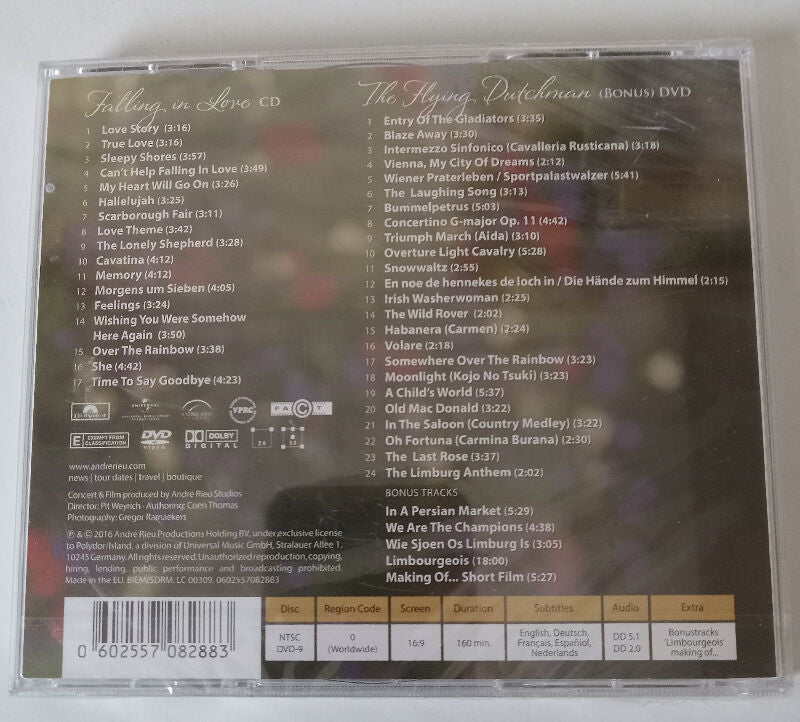 Falling in Love CD
1 Love Story (3:16)
2 True Love (3:16)
3 Sleepy Shores (3:57)
4 Can't Help Falling In Love (3:49)
5 My Heart Will Go On (3:26)
6 Hallelujah (3:25)
7 Scarborough Fair (3:11)
8 Love Theme (3:42)
9 The Lonely Shepherd (3:28)
10 Cavatina (4:12)
11 Memory (4:12)
12 Morgens um Sieben (4:05)
13 Feelings (3:24)
14 Wishing You Were Somehow
Here Again (3:50)
15 Over The Rainbow (3:38)
16 She (4:42)
17 Time To Say Goodbye (4:23)
The Flying Dutchman (BONUS) DVD
1 Entry Of The Gladiators (3:35)
2 Blaze Away (3:30)
3 Intermezzo Sinfonico (Cavalleria Rusticana) (3:18)
4 Vienna, My City Of Dreams (2:12)
5 Wiener Praterleben / Sportpalastwalzer (5:41)
6 The Laughing Song (3:13)
7 Bummelpetrus (5:03)
8 Concertino G-major Op. 11 (4:42)
9 Triumph March (Aida) (3:10)
10 Overture Light Cavalry (5:28)
11 Snowwaltz (2:55)
12 En noe de hennekes de loch in / Die Hände zum Himmel (2:15)
13 Irish Washerwoman (2:25)
14 The Wild Rover (2:02)
15 Habanera (Carmen) (2:24)
16 Volare (2:18)
17 Somewhere Over The Rainbow (3:23)
18 Moonlight (Kojo No Tsuki) (3:23)
19 A Child's World (5:37)
20 Old Mac Donald (3:22)
21 In The Saloon (Country Medley) (3:22)
22 Oh Fortuna (Carmina Burana) (2:30)
23 The Last Rose (3:37)
24 The Limburg Anthem (2:02)
BONUS TRACKS
In A Persian Market (5:29)
We Are The Champions (4:38)
Wie Sjoen Os Limburg Is (3:05)
Limbourgeois (18:00)
Making Of... Short Film (5:27)
Polydor UNIVERSAL VPRC FACT
E EXEMPT FROM CLASSIFICATION DVD VIDEO DOLBY DIGITAL 2.0 5.1
www.andrerieu.com
news | tour dates | travel | boutique
Concert & Film produced by André Rieu Studios
Director: Pit Weyrich · Authoring: Coen Thomas
Photography: Gregor Ramaekers
℗ & © 2016 André Rieu Productions Holding BV, under exclusive license
to Polydor/Island, a division of Universal Music GmbH, Stralauer Allee 1,
10245 Germany. All rights reserved. Unauthorized reproduction, copying,
hiring, lending, public performance and broadcasting prohibited.
Made in the EU. BIEM/SDRM. LC 00309. 0602557082883
0 602557 082883
Disc Region Code Screen Duration Subtitles Audio Extra
NTSC DVD-9
0 (Worldwide)
16:9
160 min.
English, Deutsch, Français, Español, Nederlands
DD 5.1 DD 2.0
Bonustracks 'Limbourgeois' making of...